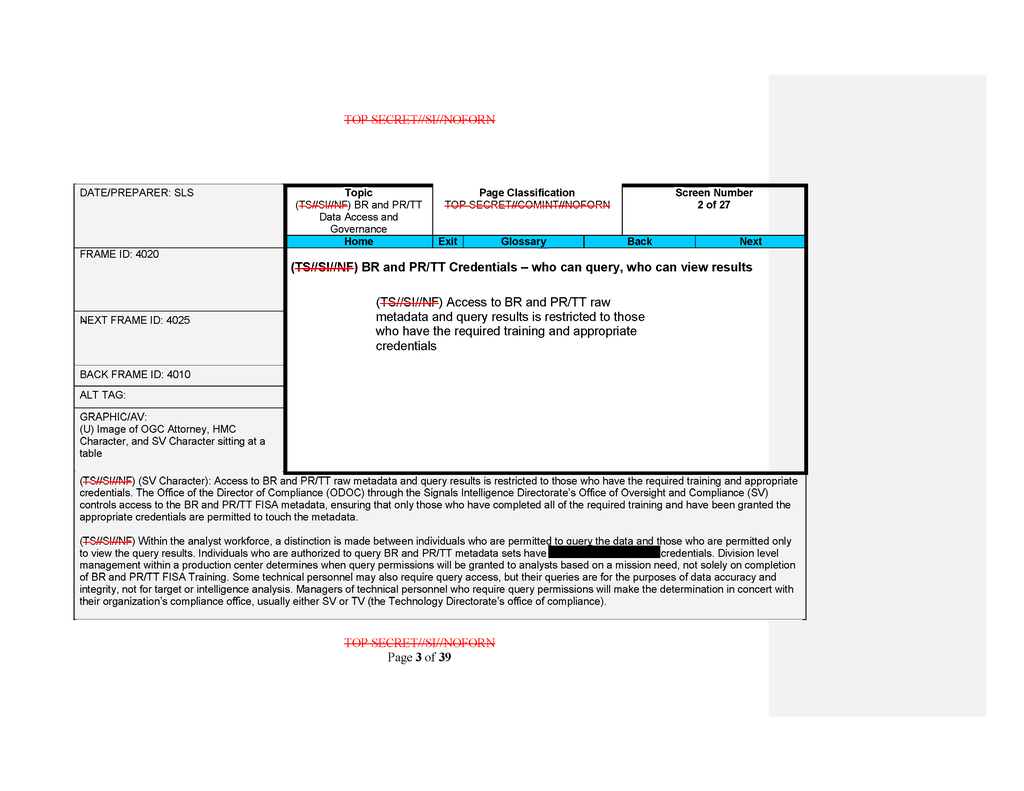 TOP SECRET//SI//NOFORN
DATE/PREPARER: SLS
Topic
(TS//SI//NF) BR and PR/TT
Data Access and
Governance
Page Classification
TOP SECRET//COMINT//NOFORN
Screen Number
2 of 27
Home Exit Glossary Back Next
FRAME ID: 4020
NEXT FRAME ID: 4025
BACK FRAME ID: 4010
ALT TAG:
GRAPHIC/AV:
(U) Image of OGC Attorney, HMC
Character, and SV Character sitting at a
table
(TS//SI//NF) BR and PR/TT Credentials – who can query, who can view results
(TS//SI//NF) Access to BR and PR/TT raw
metadata and query results is restricted to those
who have the required training and appropriate
credentials
(TS//SI//NF) (SV Character): Access to BR and PR/TT raw metadata and query results is restricted to those who have the required training and appropriate
credentials. The Office of the Director of Compliance (ODOC) through the Signals Intelligence Directorate's Office of Oversight and Compliance (SV)
controls access to the BR and PR/TT FISA metadata, ensuring that only those who have completed all of the required training and have been granted the
appropriate credentials are permitted to touch the metadata.
(TS//SI//NF) Within the analyst workforce, a distinction is made between individuals who are permitted to query the data and those who are permitted only
to view the query results. Individuals who are authorized to query BR and PR/TT metadata sets have credentials. Division level
management within a production center determines when query permissions will be granted to analysts based on a mission need, not solely on completion
of BR and PR/TT FISA Training. Some technical personnel may also require query access, but their queries are for the purposes of data accuracy and
integrity, not for target or intelligence analysis. Managers of technical personnel who require query permissions will make the determination in concert with
their organization's compliance office, usually either SV or TV (the Technology Directorate's office of compliance).
TOP SECRET//SI//NOFORN
Page 3 of 39